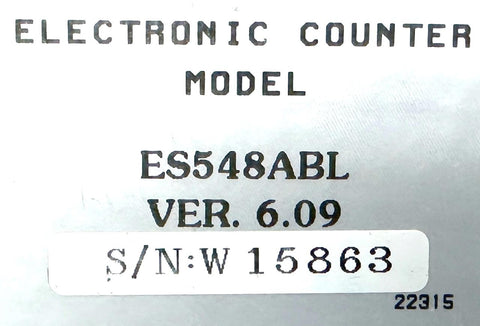 ELECTRONIC COUNTER
MODEL
ES548ABL
VER. 6.09
S/N:W 15863
22315